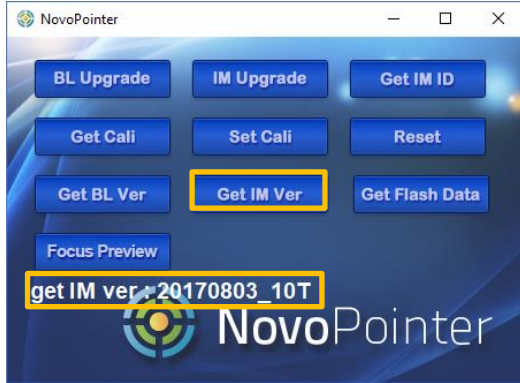 NovoPointer
BL Upgrade IM Upgrade Get IM ID
Get Cali Set Cali Reset
Get BL Ver Get IM Ver Get Flash Data
Focus Preview
get IM ver : 20170803_10T
NovoPointer